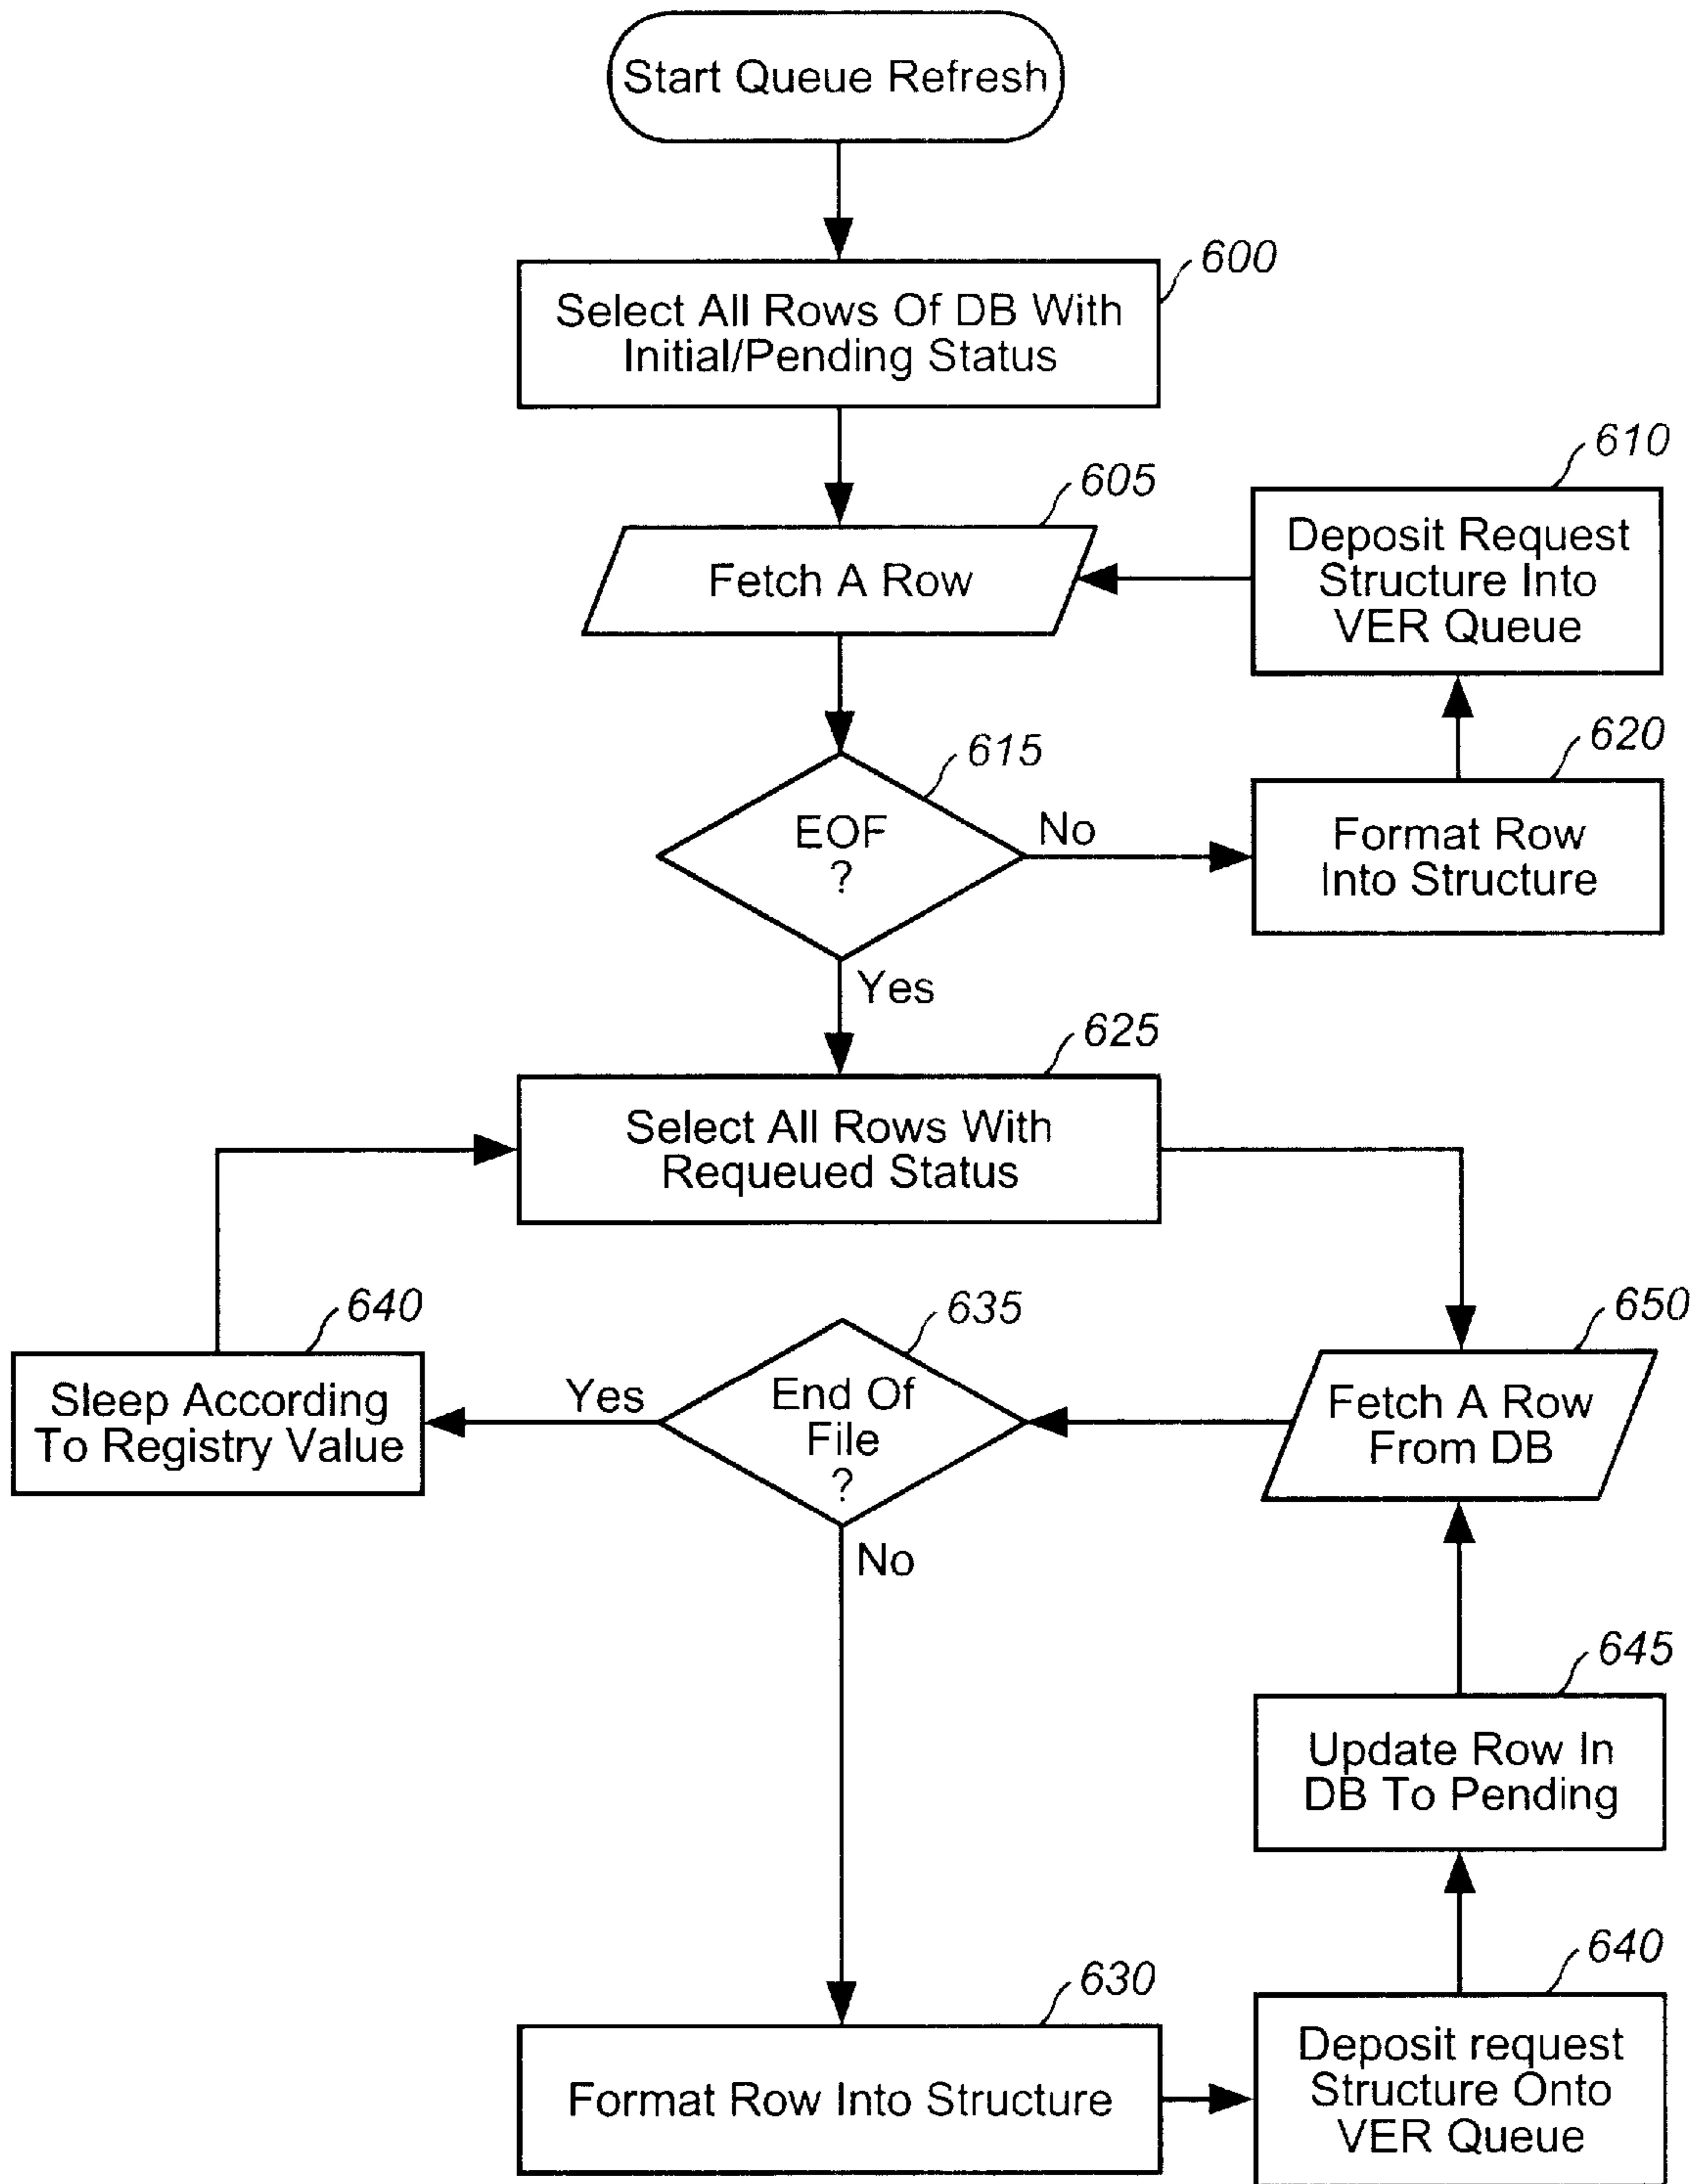 Start Queue Refresh
600
Select All Rows Of DB With
Initial/Pending Status
605
Fetch A Row
610
Deposit Request
Structure Into
VER Queue
615
EOF
?
No
Yes
620
Format Row
Into Structure
625
Select All Rows With
Requeued Status
640
Sleep According
To Registry Value
Yes
635
End Of
File
?
No
650
Fetch A Row
From DB
645
Update Row In
DB To Pending
630
Format Row Into Structure
640
Deposit request
Structure Onto
VER Queue